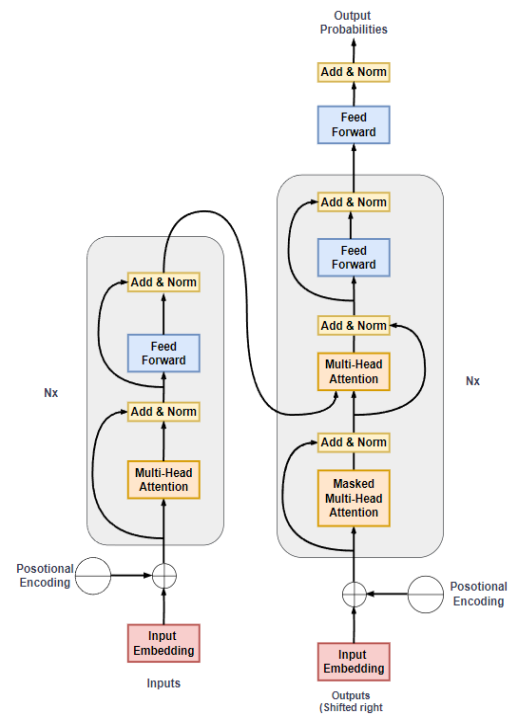 Output
Probabilities
Add & Norm
Feed
Forward
Add & Norm
Feed
Forward
Add & Norm
Multi-Head
Attention
Nx
Add & Norm
Masked
Multi-Head
Attention
Posotional
Encoding
Input
Embedding
Outputs
(Shifted right
Add & Norm
Feed
Forward
Nx
Add & Norm
Multi-Head
Attention
Posotional
Encoding
Input
Embedding
Inputs